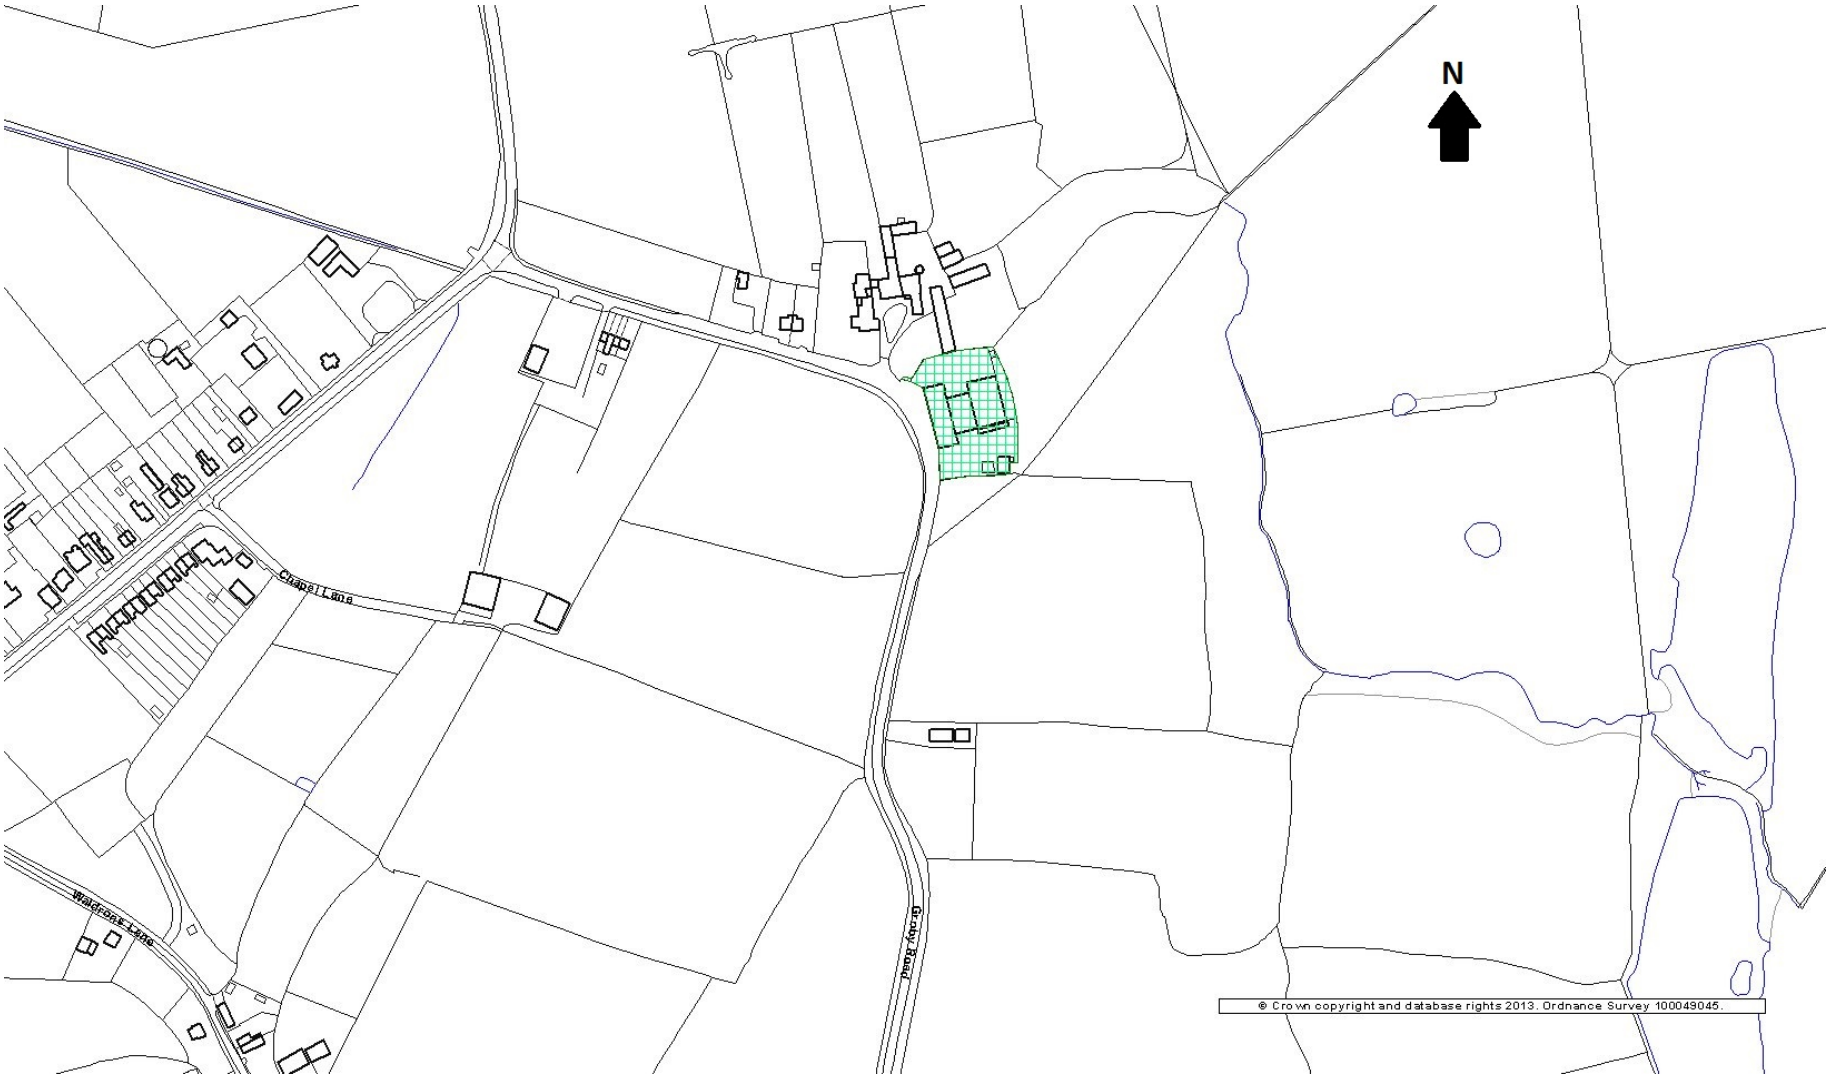 N
Chapel Lane
Waldrons Lane
Groby Road
© Crown copyright and database rights 2013. Ordnance Survey 100049045.